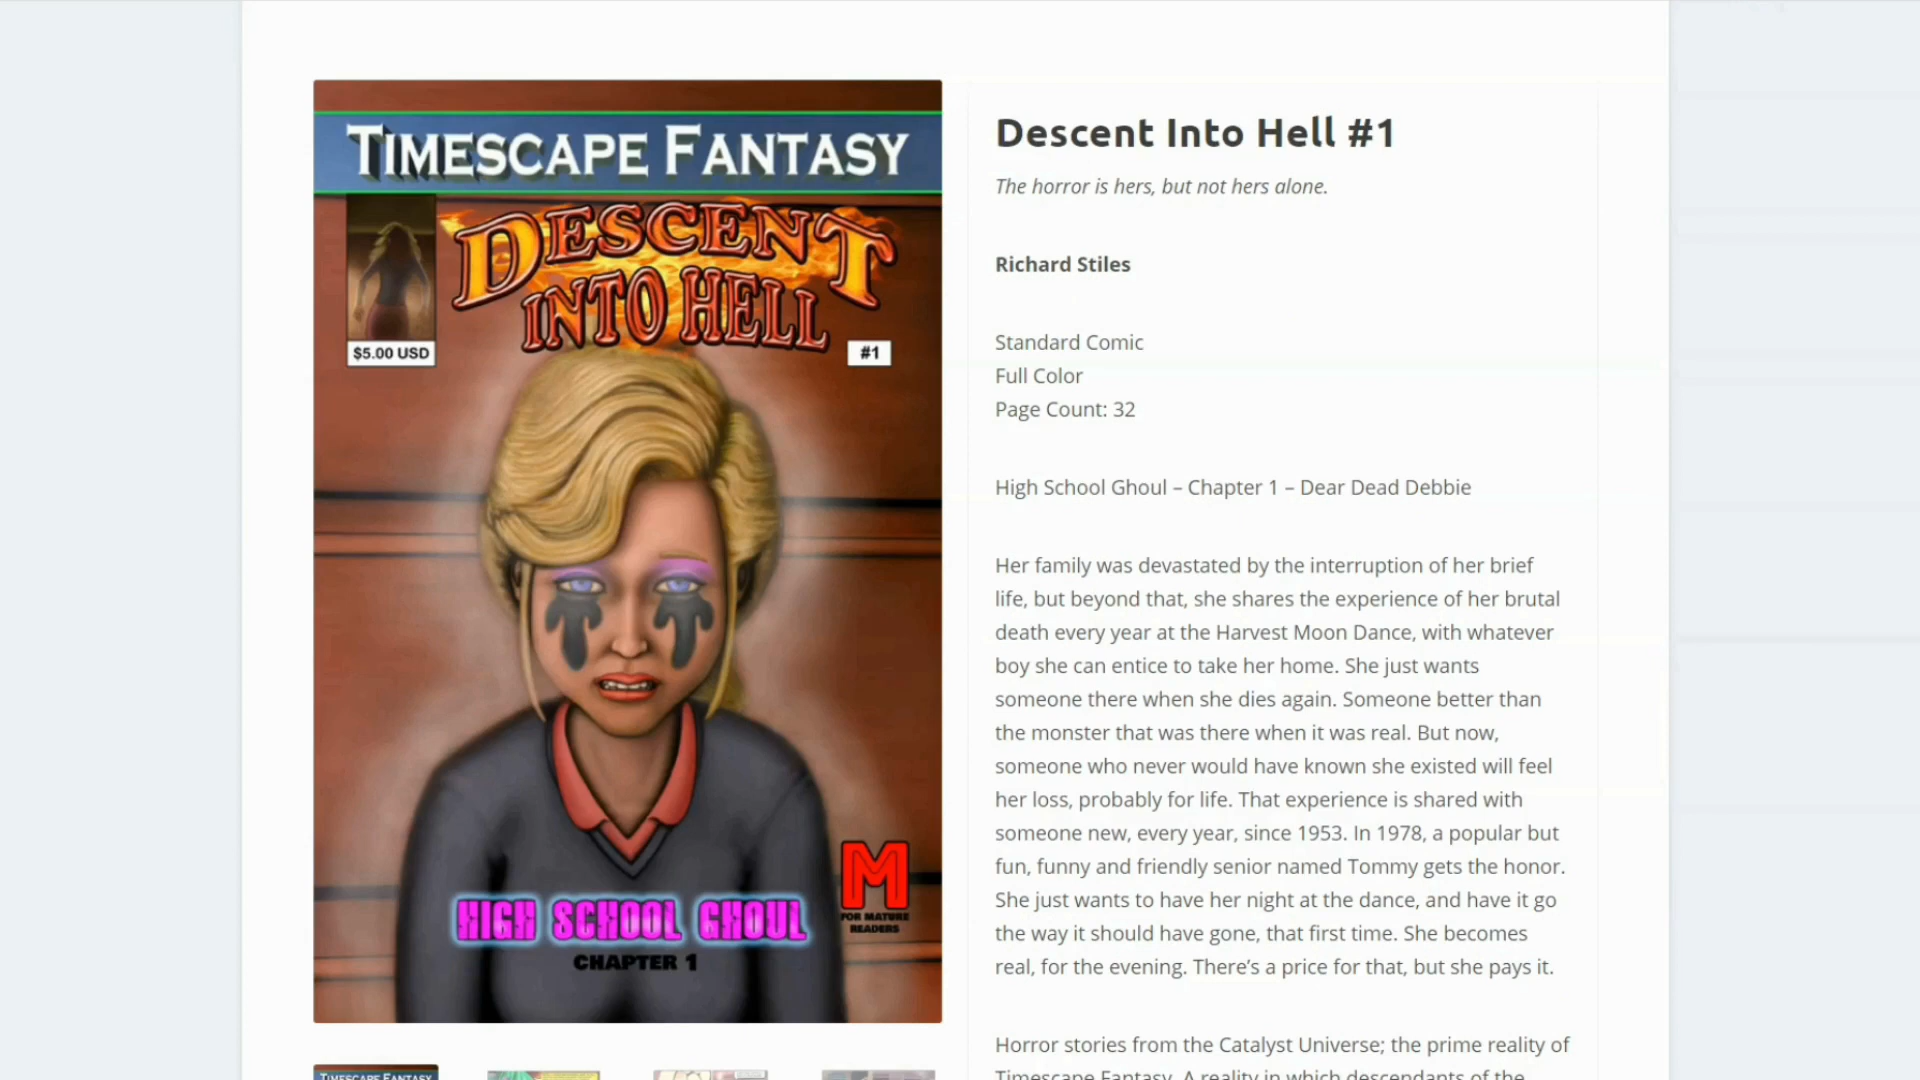 TIMESCAPE FANTASY
DESCENT
INTO HELL
$5.00 USD
#1
HIGH SCHOOL GHOUL
CHAPTER 1
M
FOR MATURE
READERS
TIMESCAPE FANTASY
Descent Into Hell #1
The horror is hers, but not hers alone.
Richard Stiles
Standard Comic
Full Color
Page Count: 32
High School Ghoul – Chapter 1 – Dear Dead Debbie
Her family was devastated by the interruption of her brief
life, but beyond that, she shares the experience of her brutal
death every year at the Harvest Moon Dance, with whatever
boy she can entice to take her home. She just wants
someone there when she dies again. Someone better than
the monster that was there when it was real. But now,
someone who never would have known she existed will feel
her loss, probably for life. That experience is shared with
someone new, every year, since 1953. In 1978, a popular but
fun, funny and friendly senior named Tommy gets the honor.
She just wants to have her night at the dance, and have it go
the way it should have gone, that first time. She becomes
real, for the evening. There’s a price for that, but she pays it.
Horror stories from the Catalyst Universe; the prime reality of
Timescape Fantasy. A reality in which descendants of the